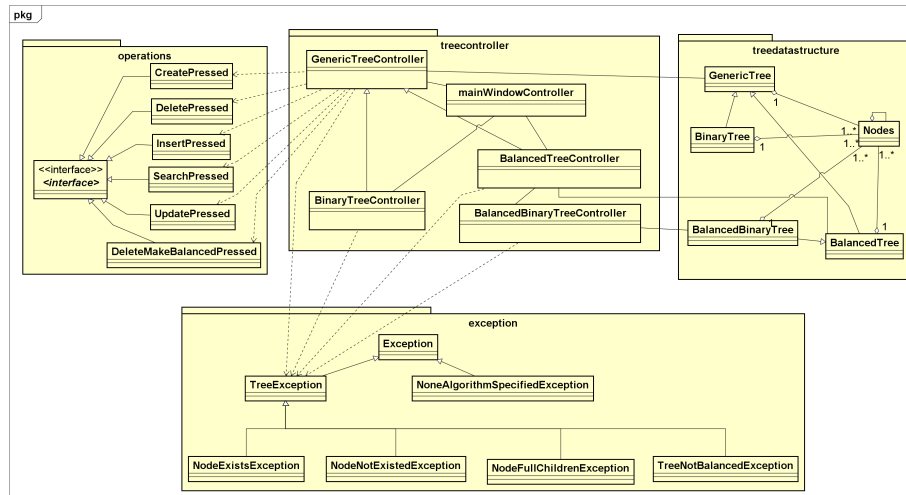 pkg
operations
CreatePressed
DeletePressed
InsertPressed
<<interface>>
<interface>
SearchPressed
UpdatePressed
DeleteMakeBalancedPressed
treecontroller
GenericTreeController
mainWindowController
BalancedTreeController
BinaryTreeController
BalancedBinaryTreeController
treedatastructure
GenericTree
1
Nodes
BinaryTree
1
1..*
1..*
1..*
1..*
BalancedBinaryTree
1
1
BalancedTree
exception
Exception
TreeException
NoneAlgorithmSpecifiedException
NodeExistsException
NodeNotExistedException
NodeFullChildrenException
TreeNotBalancedException